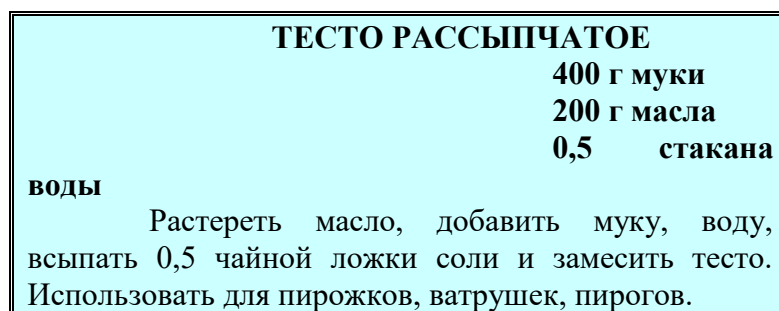 ТЕСТО РАССЫПЧАТОЕ
400 г муки
200 г масла
0,5 стакана
воды
Растереть масло, добавить муку, воду,
всыпать 0,5 чайной ложки соли и замесить тесто.
Использовать для пирожков, ватрушек, пирогов.